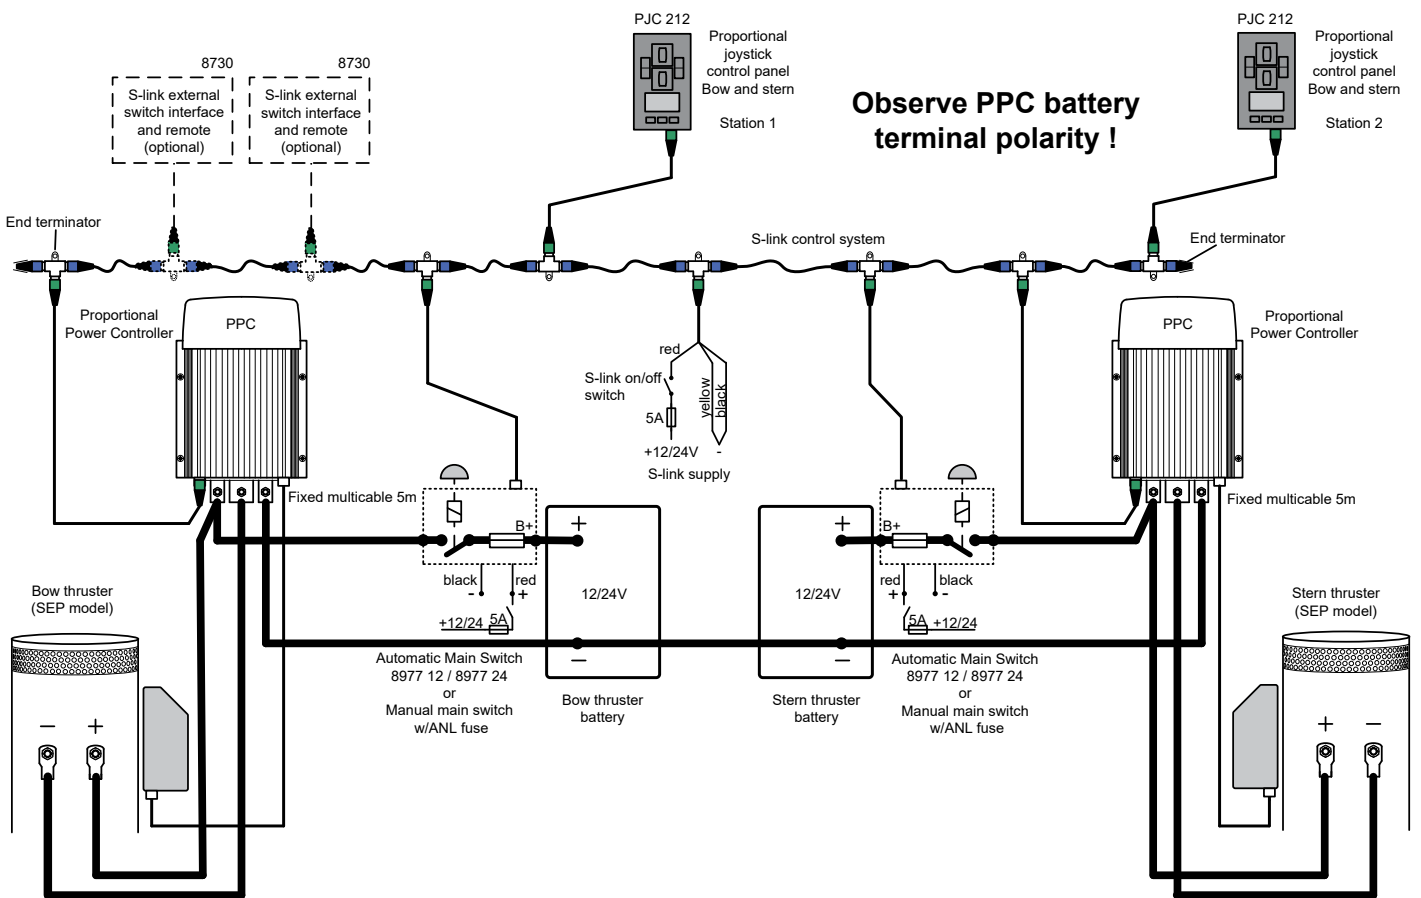 PJC 212
Proportional
joystick
control panel
Bow and stern
Station 1
PJC 212
Proportional
joystick
control panel
Bow and stern
Station 2
8730
S-link external
switch interface
and remote
(optional)
8730
S-link external
switch interface
and remote
(optional)
Observe PPC battery
terminal polarity !
End terminator
S-link control system
End terminator
Proportional
Power Controller
PPC
PPC
Proportional
Power Controller
red
S-link on/off
switch
5A
+12/24V
yellow
black
-
S-link supply
Fixed multicable 5m
Fixed multicable 5m
B+
+
+
B+
black
red
-
+
+12/24
5A
12/24V
12/24V
red
black
+
-
5A
+12/24
−
−
Automatic Main Switch
8977 12 / 8977 24
or
Manual main switch
w/ANL fuse
Bow thruster
battery
Stern thruster
battery
Automatic Main Switch
8977 12 / 8977 24
or
Manual main switch
w/ANL fuse
Bow thruster
(SEP model)
− +
Stern thruster
(SEP model)
+ −